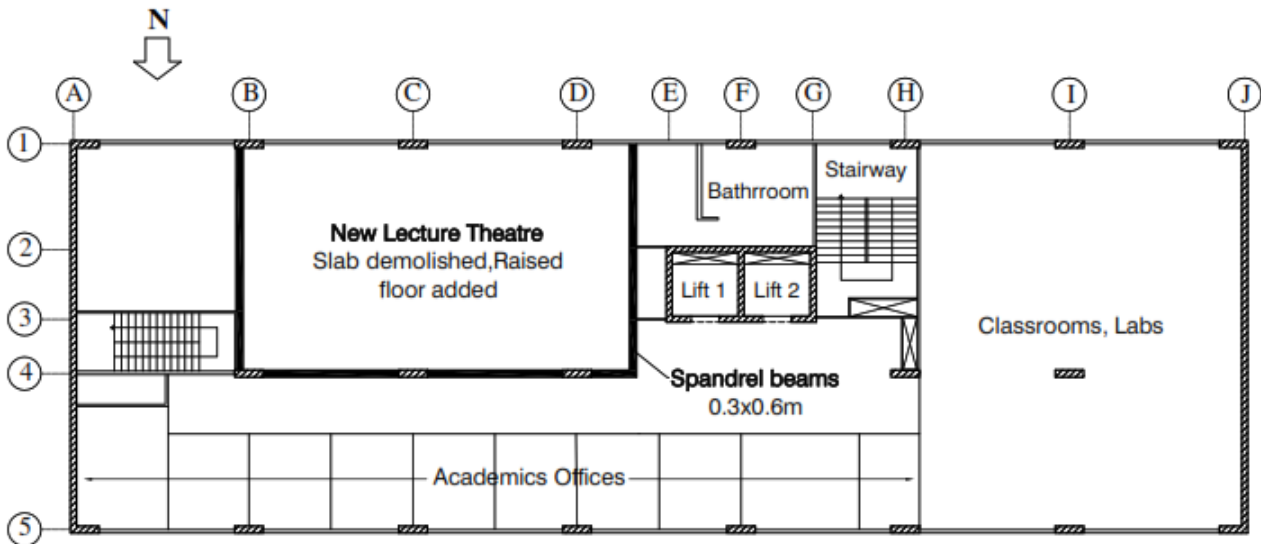 N
A B C D E F G H I J
1
Stairway
Bathrroom
New Lecture Theatre
2
Slab demolished,Raised
floor added
Lift 1 Lift 2
3
Classrooms, Labs
4
Spandrel beams
0.3x0.6m
Academics Offices
5